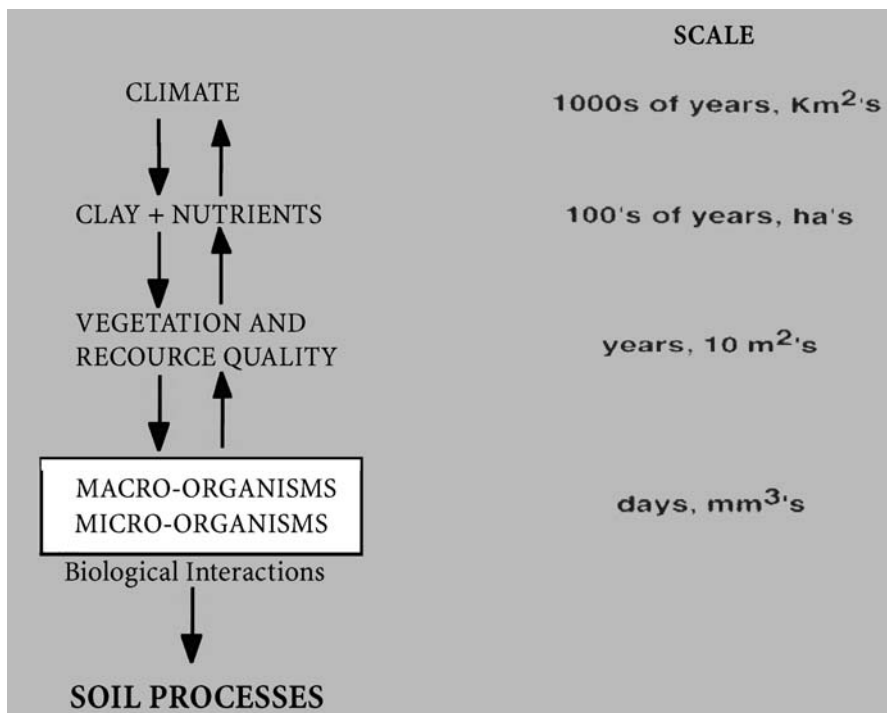 SCALE
CLIMATE
1000s of years, Km²'s
CLAY + NUTRIENTS
100's of years, ha's
VEGETATION AND
RECOURCE QUALITY
years, 10 m²'s
MACRO-ORGANISMS
MICRO-ORGANISMS
days, mm³'s
Biological Interactions
SOIL PROCESSES